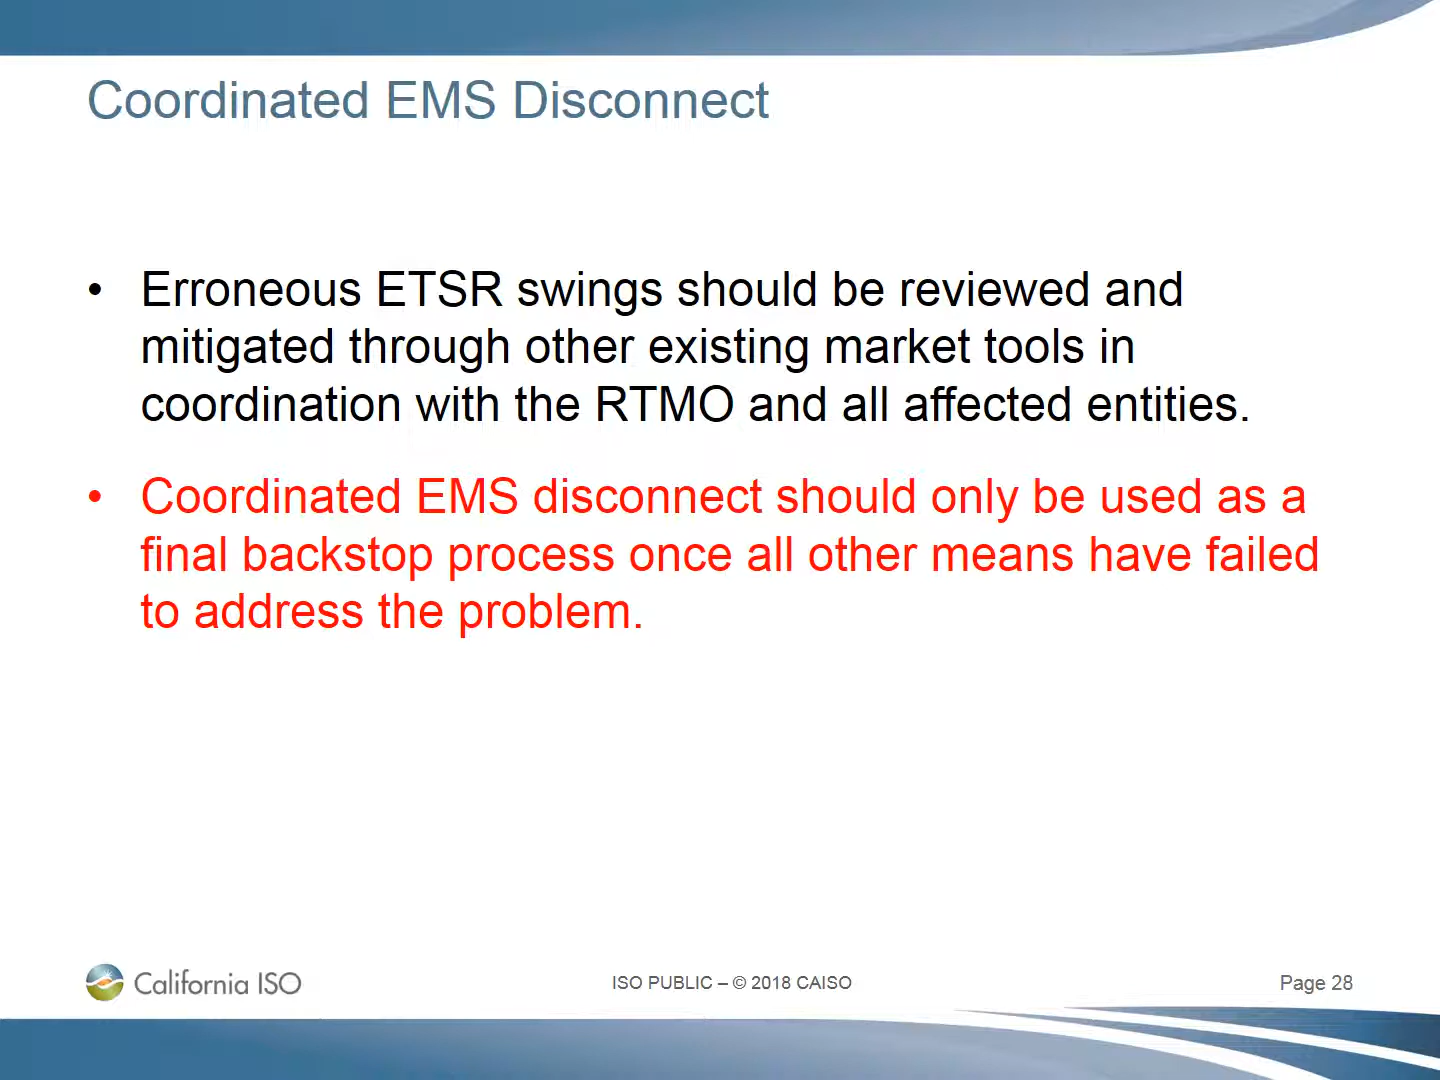 Coordinated EMS Disconnect
• Erroneous ETSR swings should be reviewed and
mitigated through other existing market tools in
coordination with the RTMO and all affected entities.
• Coordinated EMS disconnect should only be used as a
final backstop process once all other means have failed
to address the problem.
California ISO
ISO PUBLIC – © 2018 CAISO
Page 28